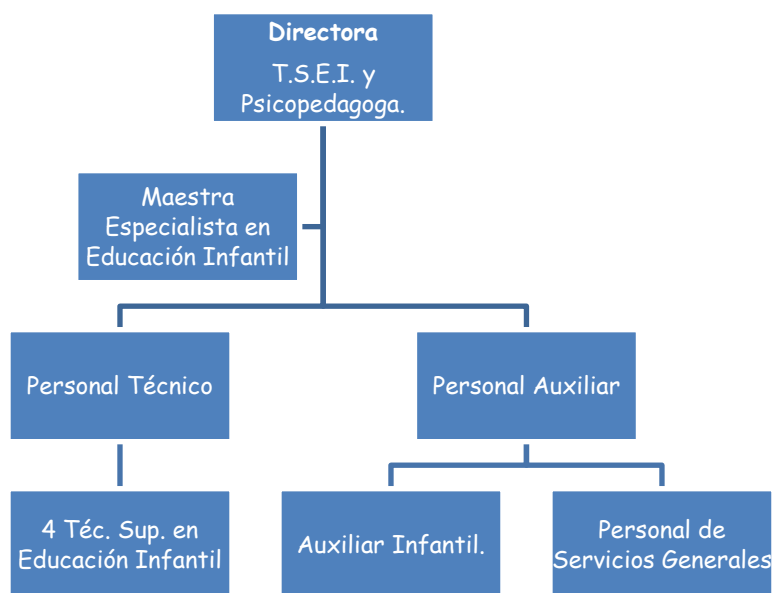 Directora
T.S.E.I. y
Psicopedagoga.
Maestra
Especialista en
Educación Infantil
Personal Técnico
Personal Auxiliar
4 Téc. Sup. en
Educación Infantil
Auxiliar Infantil.
Personal de
Servicios Generales